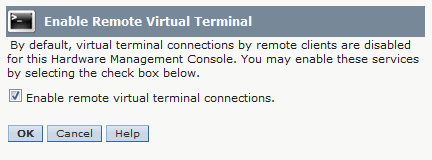 Enable Remote Virtual Terminal
By default, virtual terminal connections by remote clients are disabled
for this Hardware Management Console. You may enable these services
by selecting the check box below.
Enable remote virtual terminal connections.
OK Cancel Help